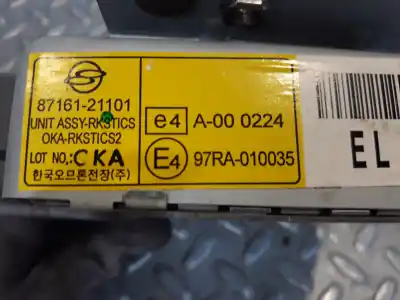 87161-21101
UNIT ASSY-RKSTICS
OKA-RKSTICS2
LOT NO,: CKA
한국오므론전장(주)
e4 A-00 0224
E4 97RA-010035
EL